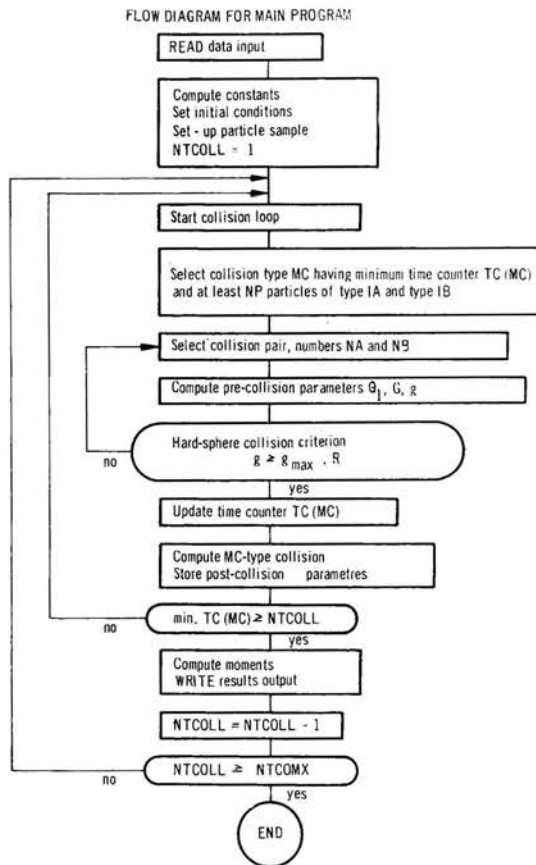 FLOW DIAGRAM FOR MAIN PROGRAM
READ data input
Compute constants
Set initial conditions
Set - up particle sample
NTCOLL = 1
Start collision loop
Select collision type MC having minimum time counter TC (MC)
and at least NP particles of type IA and type IB
Select collision pair, numbers NA and NB
Compute pre-collision parameters Q₁, G, g
Hard-sphere collision criterion
g ≥ g max . R
no
yes
Update time counter TC (MC)
Compute MC-type collision
Store post-collision parametres
min. TC (MC) ≥ NTCOLL
no
yes
Compute moments
WRITE results output
NTCOLL = NTCOLL - 1
NTCOLL ≥ NTCOMX
no
yes
END